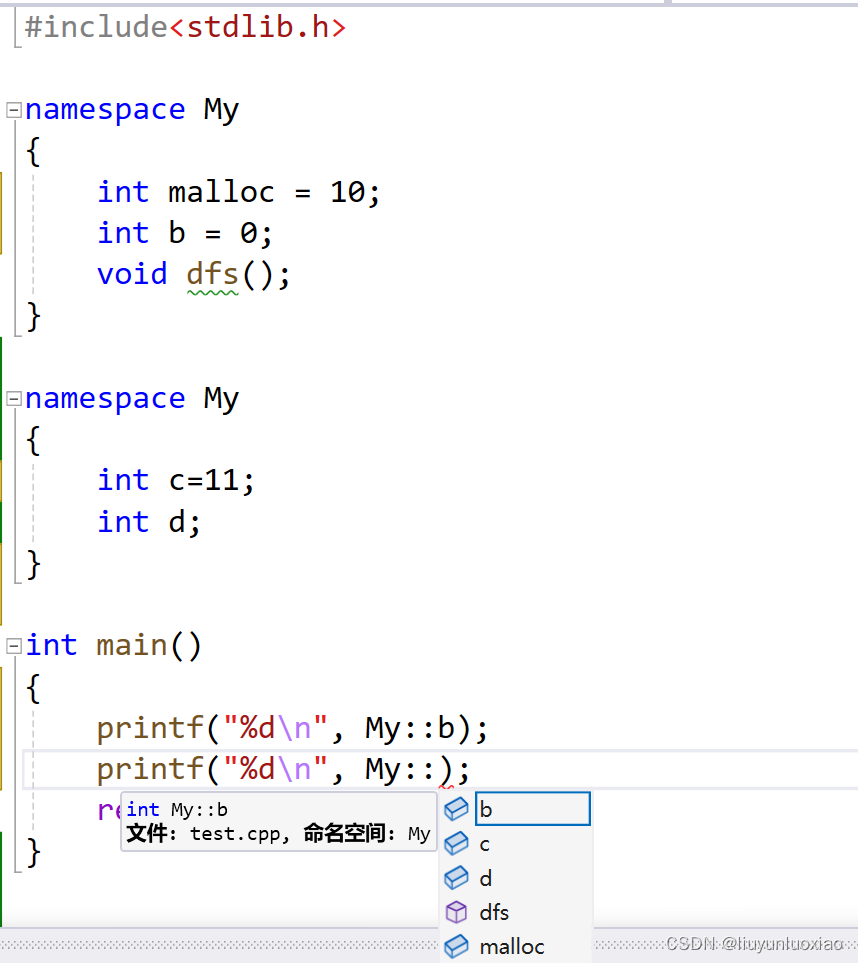 #include<stdlib.h>
namespace My
{
int malloc = 10;
int b = 0;
void dfs();
}
namespace My
{
int c=11;
int d;
}
int main()
{
printf("%d\n", My::b);
printf("%d\n", My::);
re
int My::b
文件: test.cpp, 命名空间: My
b
c
d
dfs
malloc
}
CSDN @liuyunluoxiao